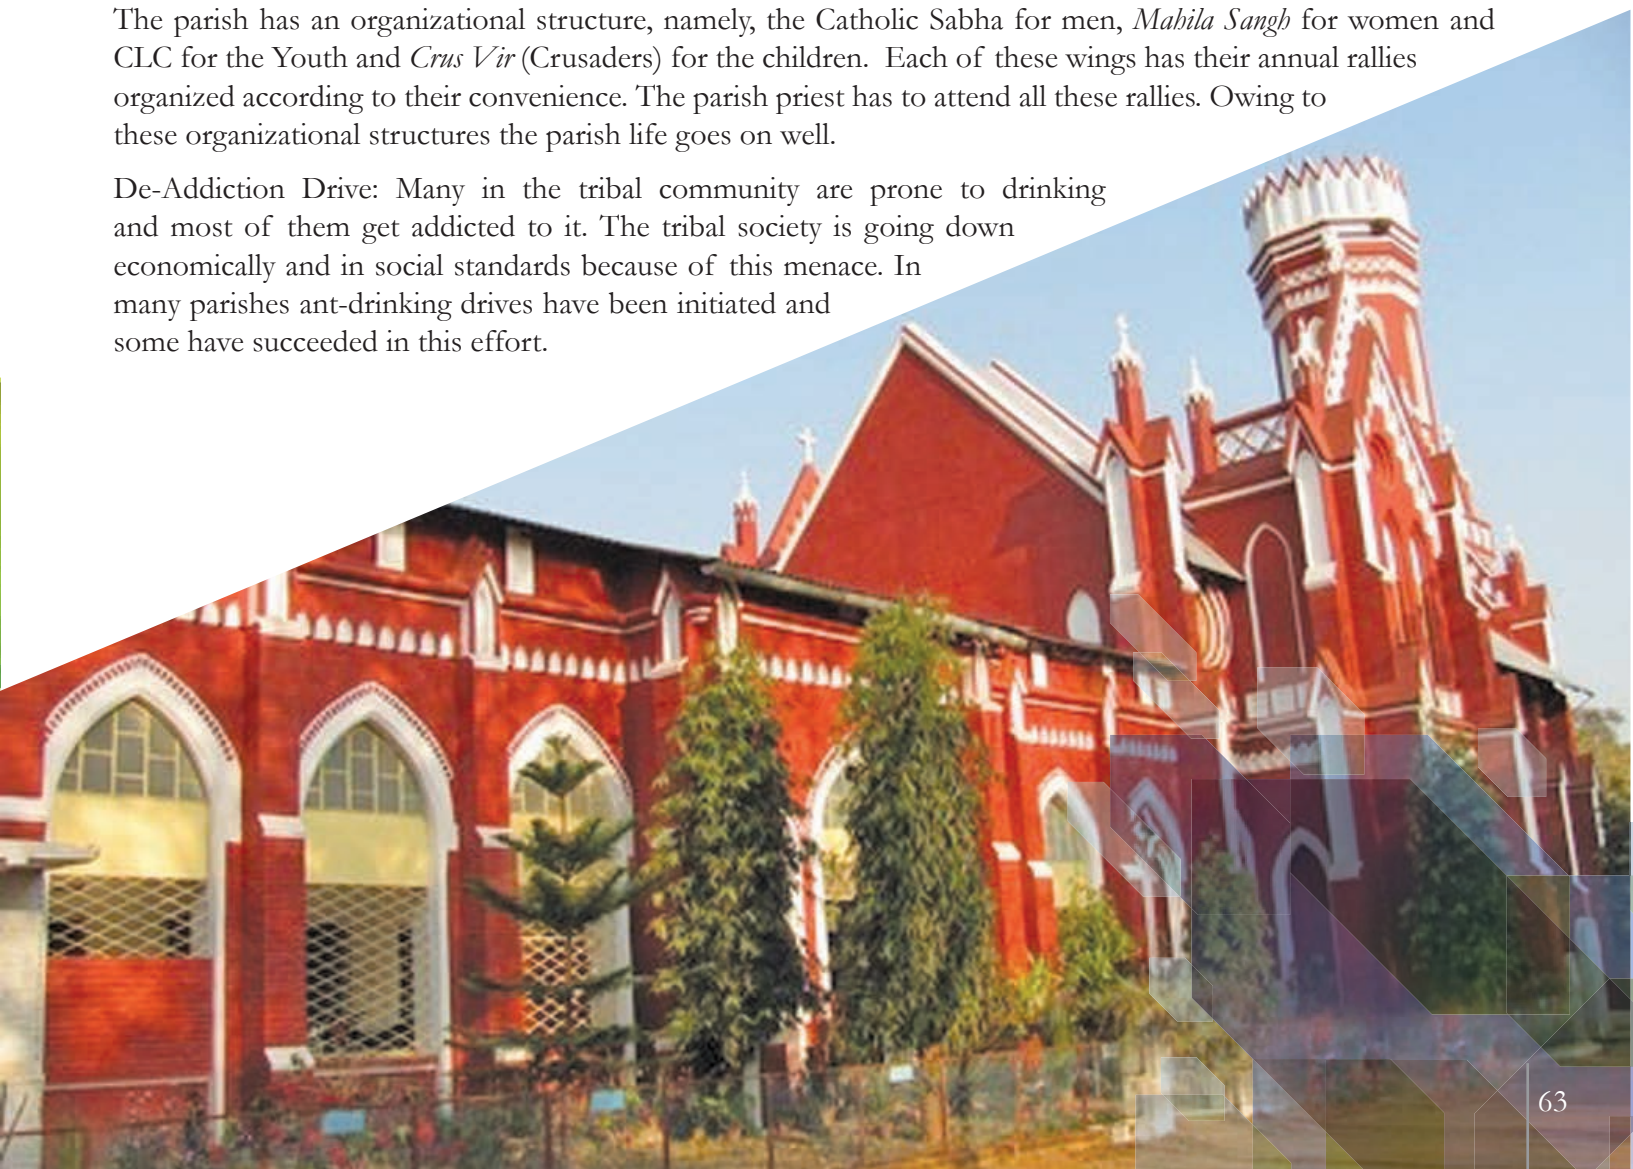 The parish has an organizational structure, namely, the Catholic Sabha for men, Mahila Sangh for women and
CLC for the Youth and Crus Vir (Crusaders) for the children. Each of these wings has their annual rallies
organized according to their convenience. The parish priest has to attend all these rallies. Owing to
these organizational structures the parish life goes on well.
De-Addiction Drive: Many in the tribal community are prone to drinking
and most of them get addicted to it. The tribal society is going down
economically and in social standards because of this menace. In
many parishes ant-drinking drives have been initiated and
some have succeeded in this effort.
63